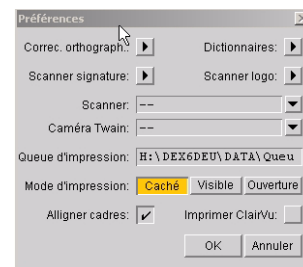 Préférences
Correc. orthograph.: Dictionnaires:
Scanner signature: Scanner logo:
Scanner: --
Caméra Twain: --
Queue d'impression: H:\DEX6DEU\DATA\Queu
Mode d'impression: Caché Visible Ouverture
Alligner cadres: Imprimer ClairVu:
OK Annuler